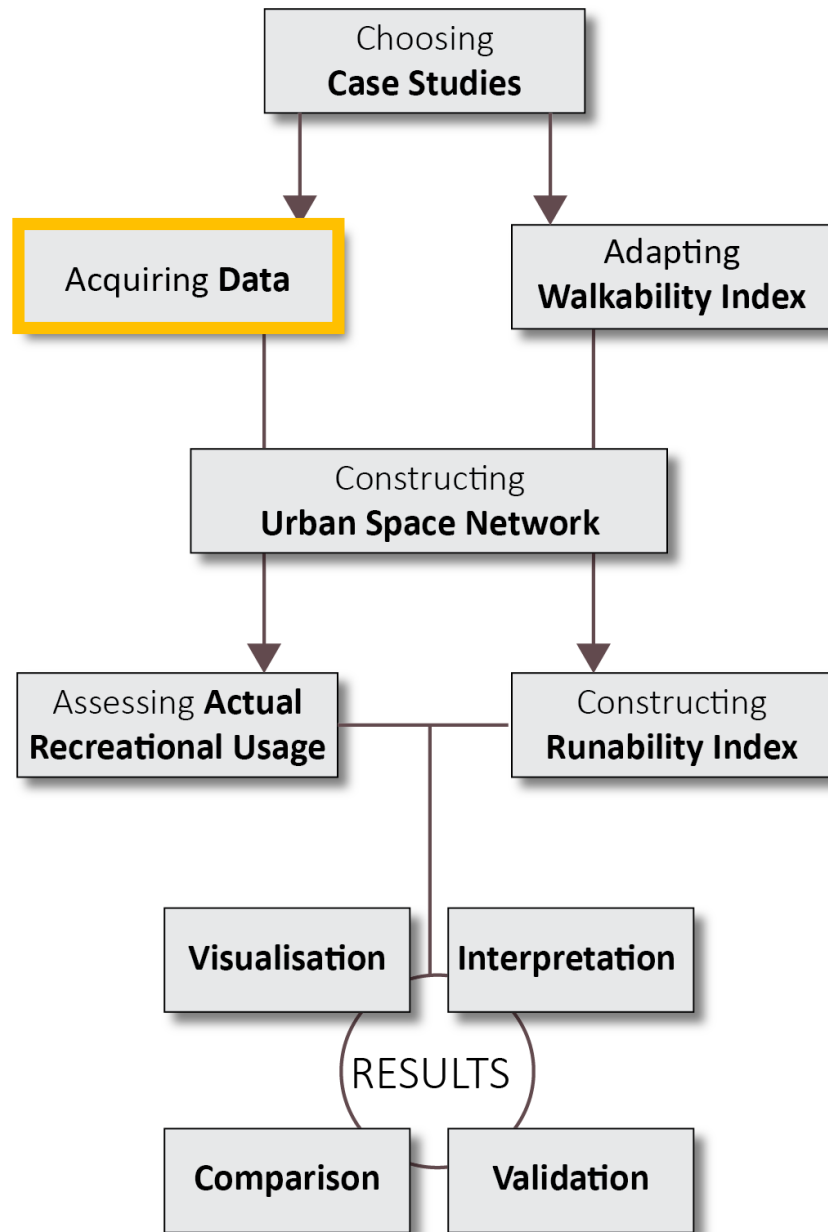 Choosing
Case Studies
Acquiring Data
Adapting
Walkability Index
Constructing
Urban Space Network
Assessing Actual
Recreational Usage
Constructing
Runability Index
Visualisation
Interpretation
RESULTS
Comparison
Validation